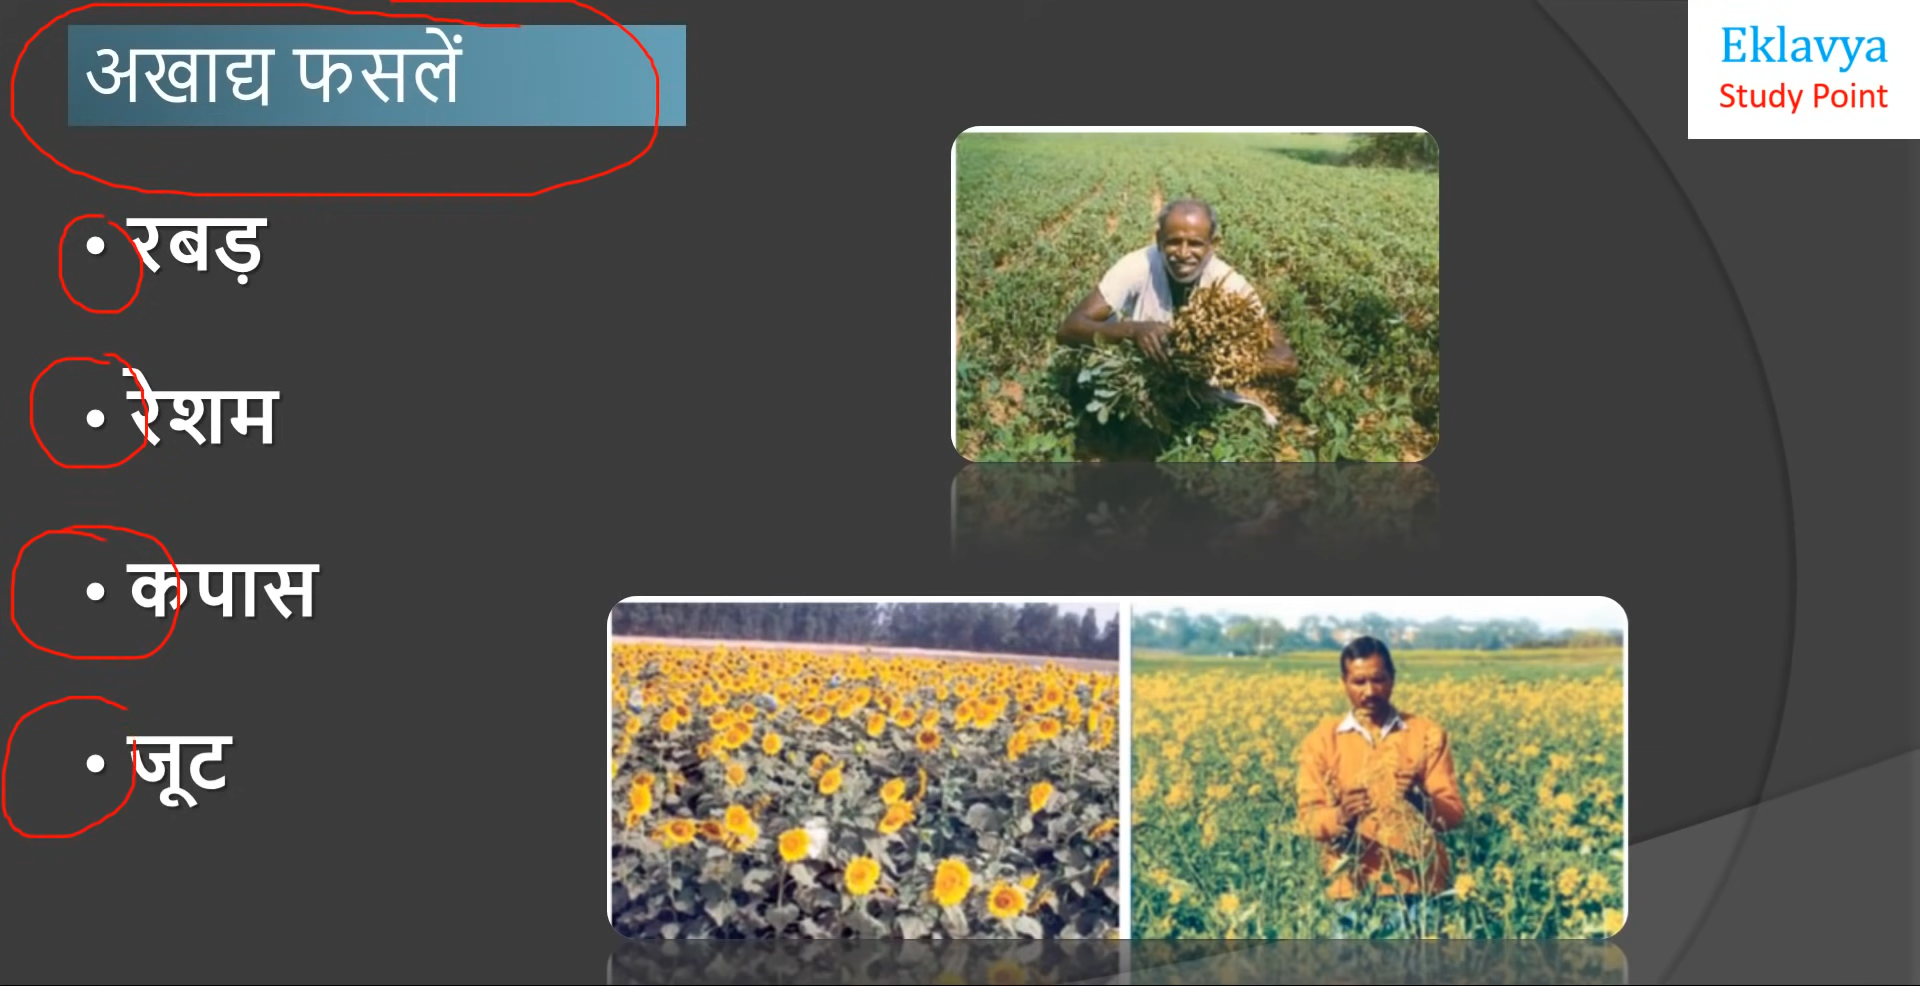 अखाद्य फसलें
Eklavya
Study Point
• रबड़
• रेशम
• कपास
• जूट